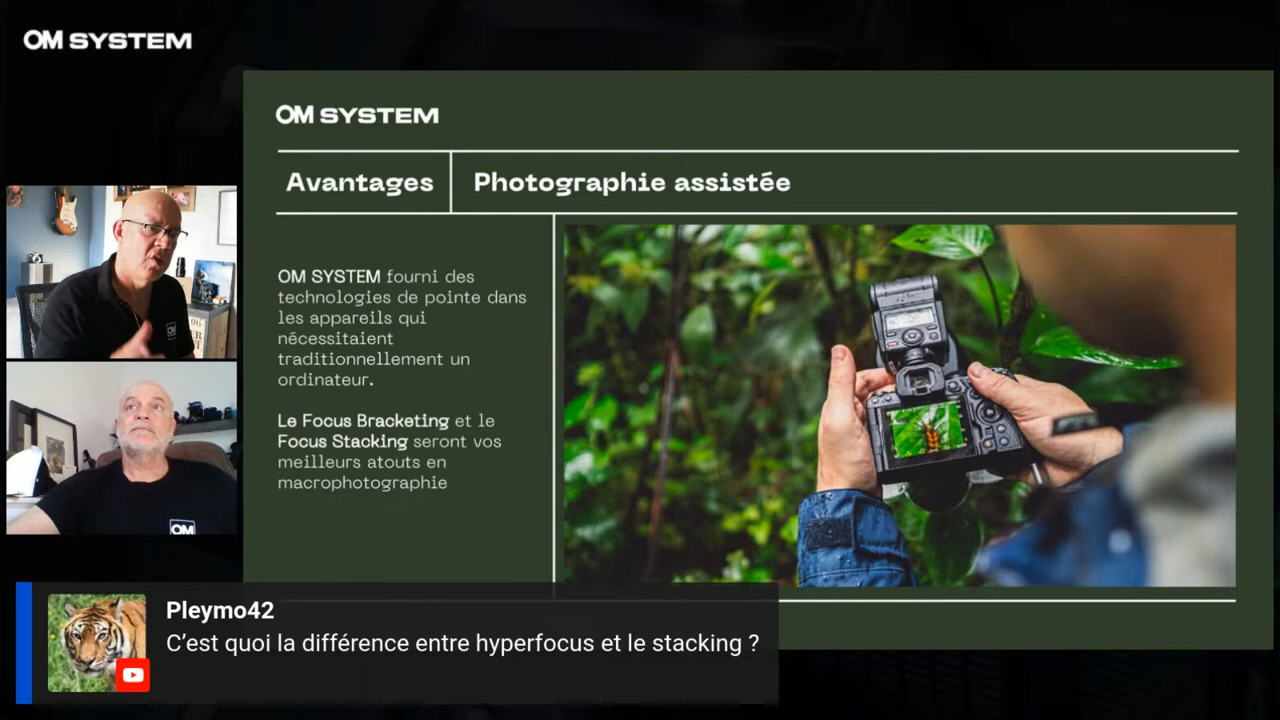 OM SYSTEM
OM SYSTEM
Avantages
Photographie assistée
OM SYSTEM fourni des
technologies de pointe dans
les appareils qui
nécessitaient
traditionnellement un
ordinateur.
Le Focus Bracketing et le
Focus Stacking seront vos
meilleurs atouts en
macrophotographie
OM
OM
Pleymo42
C’est quoi la différence entre hyperfocus et le stacking ?